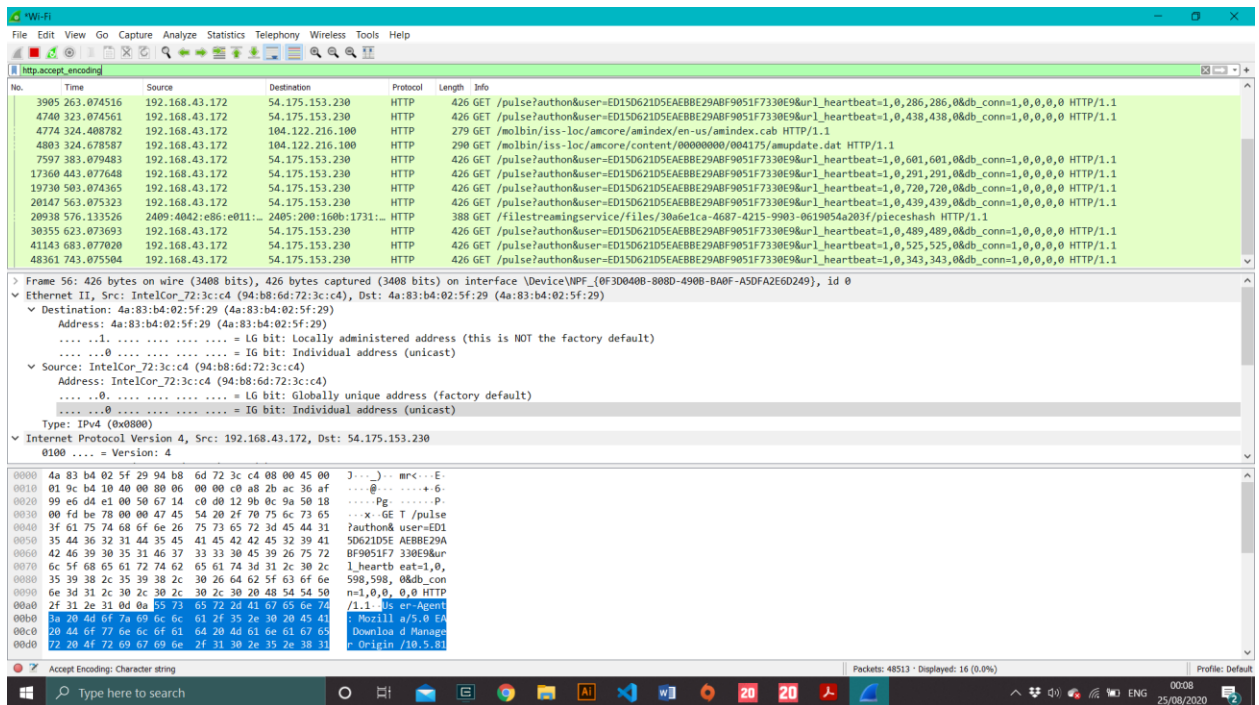 *Wi-Fi
File Edit View Go Capture Analyze Statistics Telephony Wireless Tools Help
http.accept_encoding
No. Time Source Destination Protocol Length Info
3905 263.074516 192.168.43.172 54.175.153.230 HTTP 426 GET /pulse?authon&user=ED15D621D5EAEBBE29ABF9051F7330E9&url_heartbeat=1,0,286,286,0&db_conn=1,0,0,0,0 HTTP/1.1
4740 323.074561 192.168.43.172 54.175.153.230 HTTP 426 GET /pulse?authon&user=ED15D621D5EAEBBE29ABF9051F7330E9&url_heartbeat=1,0,438,438,0&db_conn=1,0,0,0,0 HTTP/1.1
4774 324.408782 192.168.43.172 104.122.216.100 HTTP 279 GET /molbin/iss-loc/amcore/amindex/en-us/amindex.cab HTTP/1.1
4803 324.678587 192.168.43.172 104.122.216.100 HTTP 290 GET /molbin/iss-loc/amcore/content/00000000/004175/amupdate.dat HTTP/1.1
7597 383.079483 192.168.43.172 54.175.153.230 HTTP 426 GET /pulse?authon&user=ED15D621D5EAEBBE29ABF9051F7330E9&url_heartbeat=1,0,601,601,0&db_conn=1,0,0,0,0 HTTP/1.1
17360 443.077648 192.168.43.172 54.175.153.230 HTTP 426 GET /pulse?authon&user=ED15D621D5EAEBBE29ABF9051F7330E9&url_heartbeat=1,0,291,291,0&db_conn=1,0,0,0,0 HTTP/1.1
19730 503.074365 192.168.43.172 54.175.153.230 HTTP 426 GET /pulse?authon&user=ED15D621D5EAEBBE29ABF9051F7330E9&url_heartbeat=1,0,720,720,0&db_conn=1,0,0,0,0 HTTP/1.1
20147 563.075323 192.168.43.172 54.175.153.230 HTTP 426 GET /pulse?authon&user=ED15D621D5EAEBBE29ABF9051F7330E9&url_heartbeat=1,0,439,439,0&db_conn=1,0,0,0,0 HTTP/1.1
20938 576.133526 2409:4042:e86:e011:… 2405:200:160b:1731:… HTTP 388 GET /filestreamingservice/files/30a6e1ca-4687-4215-9903-0619054a203f/pieceshash HTTP/1.1
30355 623.073693 192.168.43.172 54.175.153.230 HTTP 426 GET /pulse?authon&user=ED15D621D5EAEBBE29ABF9051F7330E9&url_heartbeat=1,0,489,489,0&db_conn=1,0,0,0,0 HTTP/1.1
41143 683.077020 192.168.43.172 54.175.153.230 HTTP 426 GET /pulse?authon&user=ED15D621D5EAEBBE29ABF9051F7330E9&url_heartbeat=1,0,525,525,0&db_conn=1,0,0,0,0 HTTP/1.1
48361 743.075504 192.168.43.172 54.175.153.230 HTTP 426 GET /pulse?authon&user=ED15D621D5EAEBBE29ABF9051F7330E9&url_heartbeat=1,0,343,343,0&db_conn=1,0,0,0,0 HTTP/1.1
> Frame 56: 426 bytes on wire (3408 bits), 426 bytes captured (3408 bits) on interface \Device\NPF_{0F3D040B-808D-490B-BA0F-A5DFA2E6D249}, id 0
Ethernet II, Src: IntelCor_72:3c:c4 (94:b8:6d:72:3c:c4), Dst: 4a:83:b4:02:5f:29 (4a:83:b4:02:5f:29)
Destination: 4a:83:b4:02:5f:29 (4a:83:b4:02:5f:29)
Address: 4a:83:b4:02:5f:29 (4a:83:b4:02:5f:29)
.... ..1. .... .... .... .... = LG bit: Locally administered address (this is NOT the factory default)
.... ...0 .... .... .... .... = IG bit: Individual address (unicast)
Source: IntelCor_72:3c:c4 (94:b8:6d:72:3c:c4)
Address: IntelCor_72:3c:c4 (94:b8:6d:72:3c:c4)
.... ..0. .... .... .... .... = LG bit: Globally unique address (factory default)
.... ...0 .... .... .... .... = IG bit: Individual address (unicast)
Type: IPv4 (0x0800)
Internet Protocol Version 4, Src: 192.168.43.172, Dst: 54.175.153.230
0100 .... = Version: 4
0000 4a 83 b4 02 5f 29 94 b8 6d 72 3c c4 08 00 45 00 J···_)·· mr<···E·
0010 01 9c b4 10 40 00 80 06 00 00 c0 a8 2b ac 36 af ····@··· ····+·6·
0020 99 e6 d4 e1 00 50 67 14 c0 d0 12 9b 0c 9a 50 18 ·····Pg· ······P·
0030 00 fd be 78 00 00 47 45 54 20 2f 70 75 6c 73 65 ···x··GE T /pulse
0040 3f 61 75 74 68 6f 6e 26 75 73 65 72 3d 45 44 31 ?authon& user=ED1
0050 35 44 36 32 31 44 35 45 41 45 42 42 45 32 39 41 5D621D5E AEBBE29A
0060 42 46 39 30 35 31 46 37 33 33 30 45 39 26 75 72 BF9051F7 330E9&ur
0070 6c 5f 68 65 61 72 74 62 65 61 74 3d 31 2c 30 2c l_heartb eat=1,0,
0080 35 39 38 2c 35 39 38 2c 30 26 64 62 5f 63 6f 6e 598,598, 0&db_con
0090 6e 3d 31 2c 30 2c 30 2c 30 2c 30 20 48 54 54 50 n=1,0,0, 0,0 HTTP
00a0 2f 31 2e 31 0d 0a 55 73 65 72 2d 41 67 65 6e 74 /1.1··Us er-Agent
00b0 3a 20 4d 6f 7a 69 6c 6c 61 2f 35 2e 30 20 45 41 : Mozill a/5.0 EA
00c0 20 44 6f 77 6e 6c 6f 61 64 20 4d 61 6e 61 67 65 Downloa d Manage
00d0 72 20 4f 72 69 67 69 6e 2f 31 30 2e 35 2e 38 31 r Origin /10.5.81
Accept Encoding: Character string Packets: 48513 · Displayed: 16 (0.0%) Profile: Default
Type here to search 20 20 ENG 00:08
25/08/2020 2